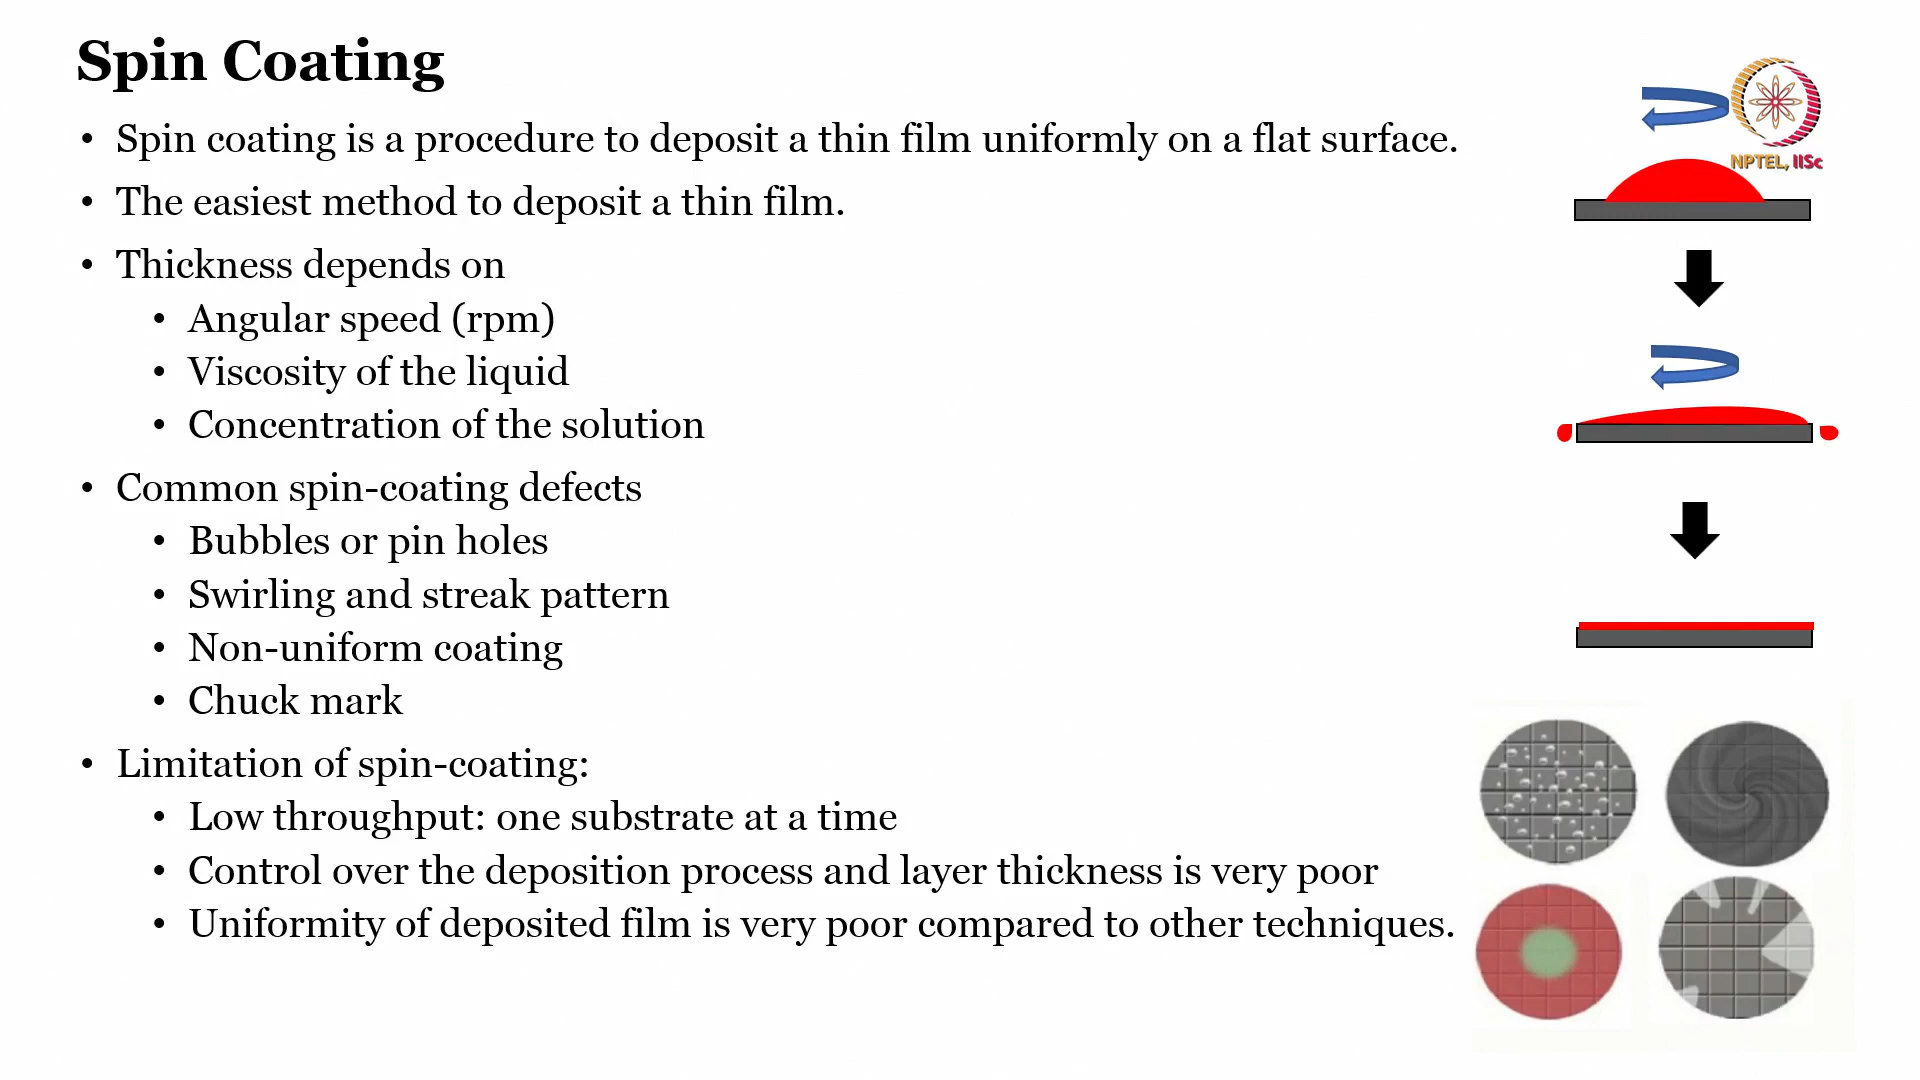 Spin Coating
• Spin coating is a procedure to deposit a thin film uniformly on a flat surface.
• The easiest method to deposit a thin film.
• Thickness depends on
• Angular speed (rpm)
• Viscosity of the liquid
• Concentration of the solution
• Common spin-coating defects
• Bubbles or pin holes
• Swirling and streak pattern
• Non-uniform coating
• Chuck mark
• Limitation of spin-coating:
• Low throughput: one substrate at a time
• Control over the deposition process and layer thickness is very poor
• Uniformity of deposited film is very poor compared to other techniques.
NPTEL, IISc